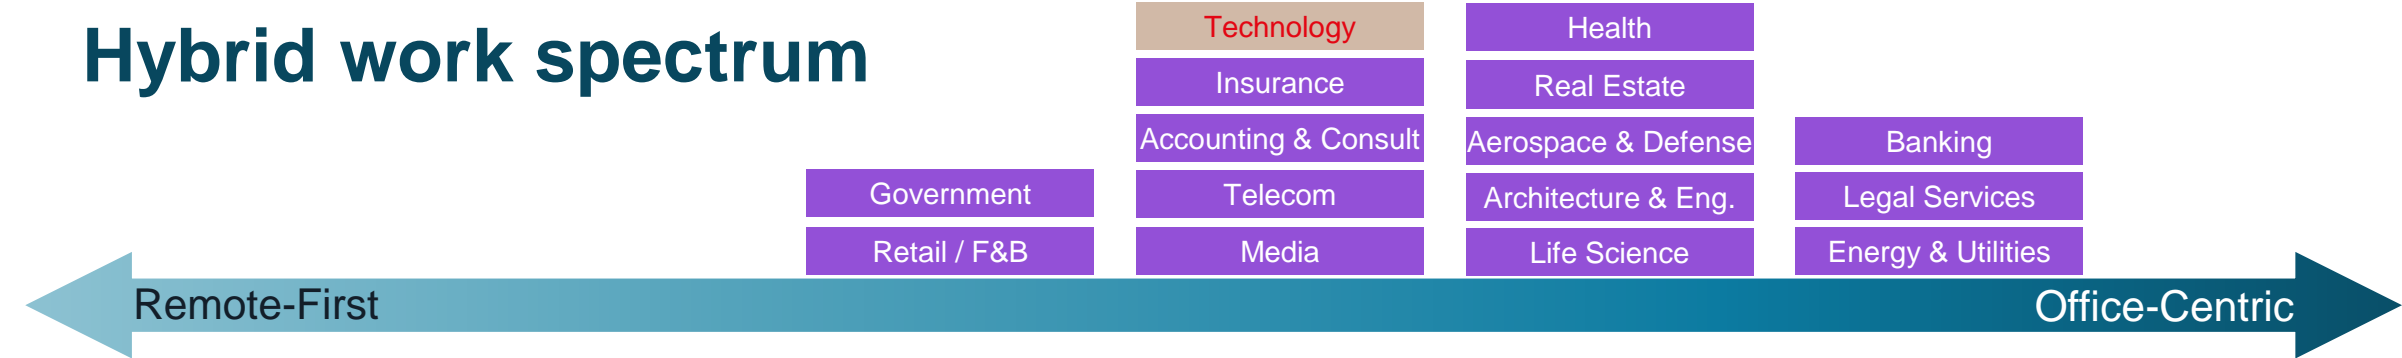 Hybrid work spectrum
Government
Retail / F&B
Technology
Insurance
Accounting & Consult
Telecom
Media
Health
Real Estate
Aerospace & Defense
Architecture & Eng.
Life Science
Banking
Legal Services
Energy & Utilities
Remote-First
Office-Centric